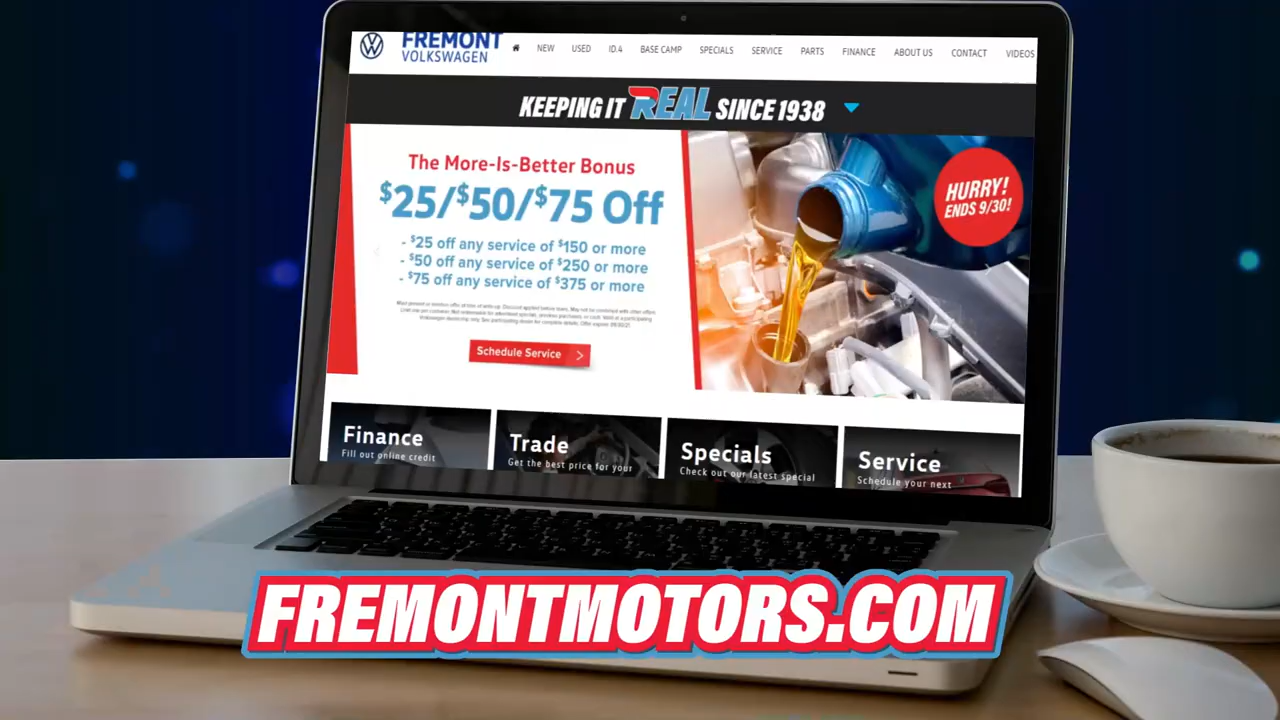 FREMONT
VOLKSWAGEN
NEW USED ID.4 BASE CAMP SPECIALS SERVICE PARTS FINANCE ABOUT US CONTACT VIDEOS
KEEPING IT REAL SINCE 1938
The More-Is-Better Bonus
$25/$50/$75 Off
- $25 off any service of $150 or more
- $50 off any service of $250 or more
- $75 off any service of $375 or more
Schedule Service
HURRY!
ENDS 9/30!
Finance
Fill out online credit
Trade
Get the best price for your
Specials
Check out our latest special
Service
Schedule your next
FREMONTMOTORS.COM